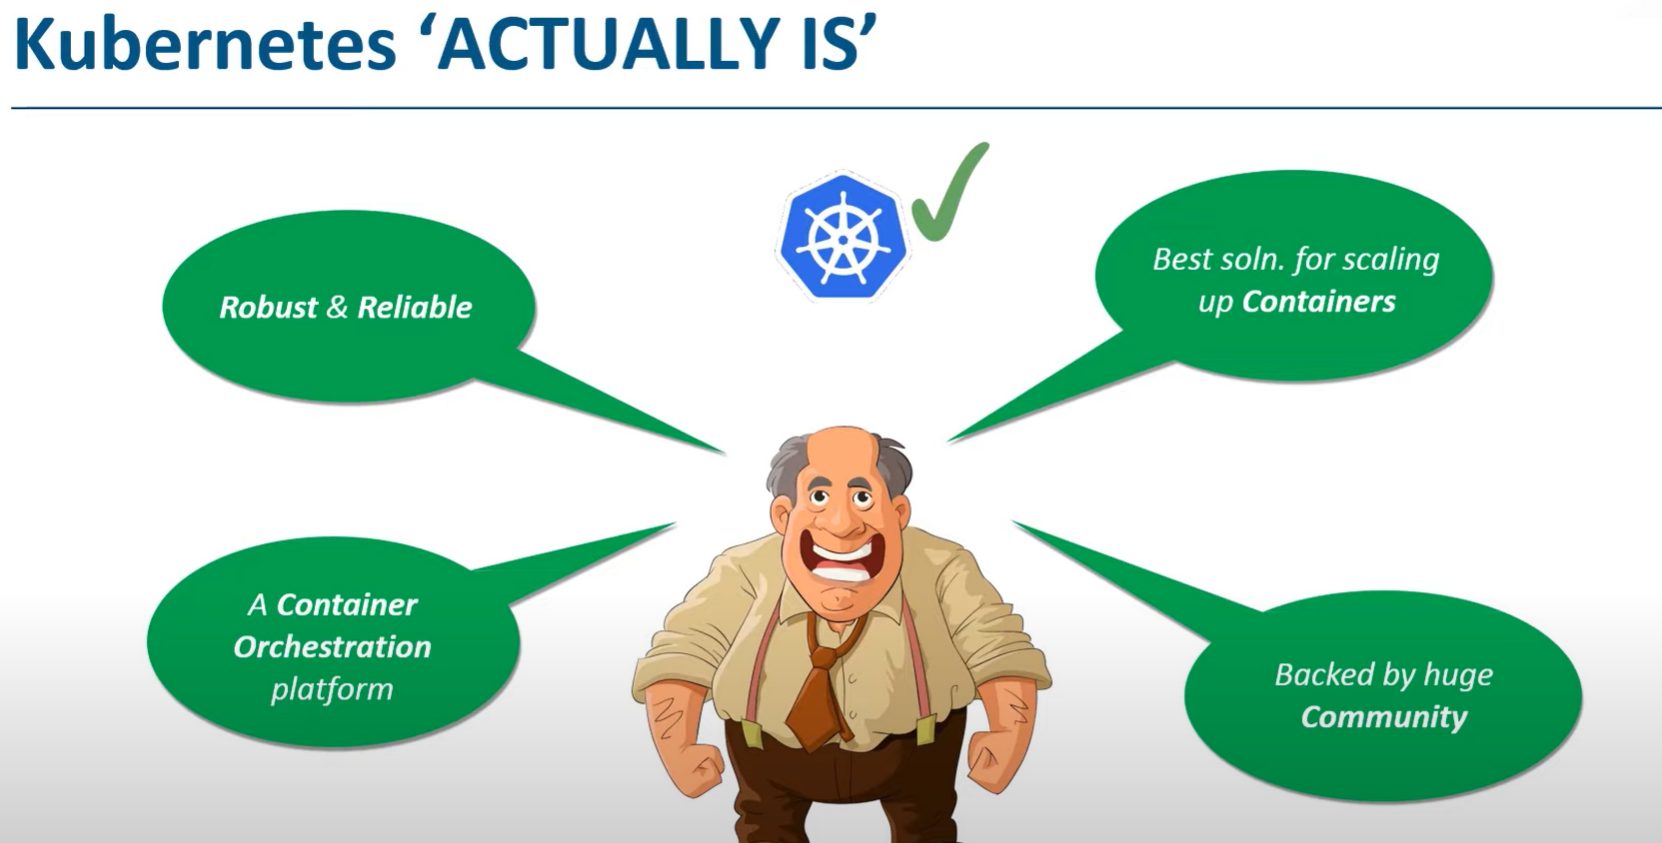 Kubernetes ‘ACTUALLY IS’
Robust & Reliable
Best soln. for scaling
up Containers
A Container
Orchestration
platform
Backed by huge
Community